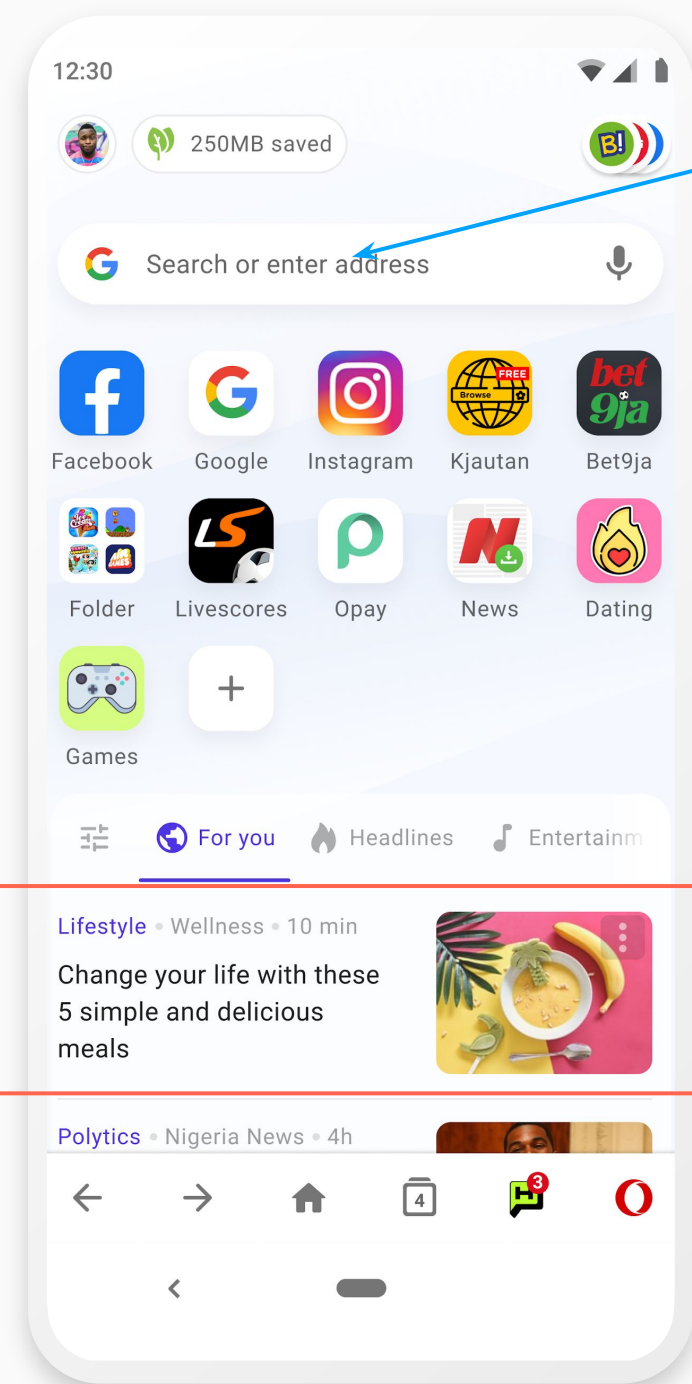 12:30
250MB saved
B!
Search or enter address
FREE
Browse
bet
9ja
Facebook Google Instagram Kjautan Bet9ja
LS
Folder Livescores Opay News Dating
Games
For you Headlines Entertainm
Lifestyle • Wellness • 10 min
Change your life with these
5 simple and delicious
meals
Polytics • Nigeria News • 4h
4
H
3